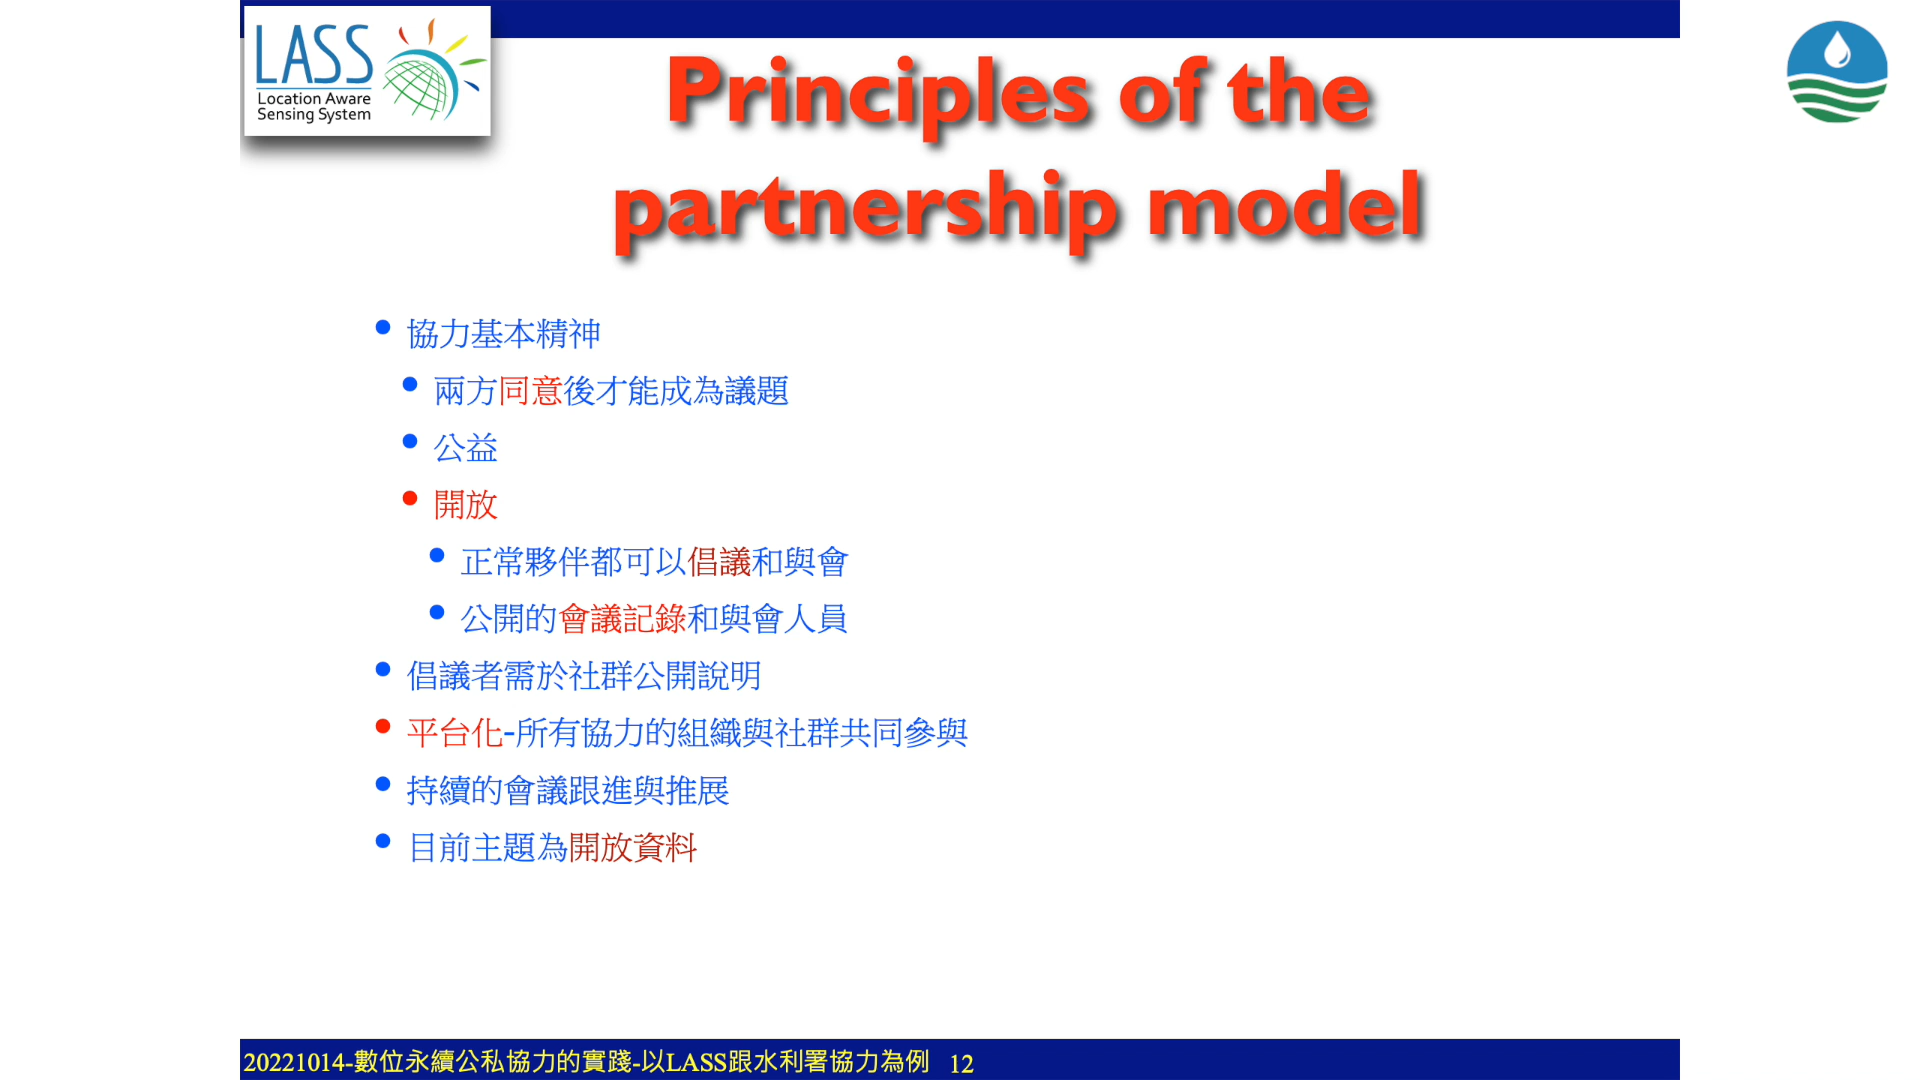 LASS
Location Aware
Sensing System
Principles of the
partnership model
協力基本精神
兩方同意後才能成為議題
公益
開放
正常夥伴都可以倡議和與會
公開的會議記錄和與會人員
倡議者需於社群公開說明
平台化-所有協力的組織與社群共同參與
持續的會議跟進與推展
目前主題為開放資料
20221014-數位永續公私協力的實踐-以LASS跟水利署協力為例 12